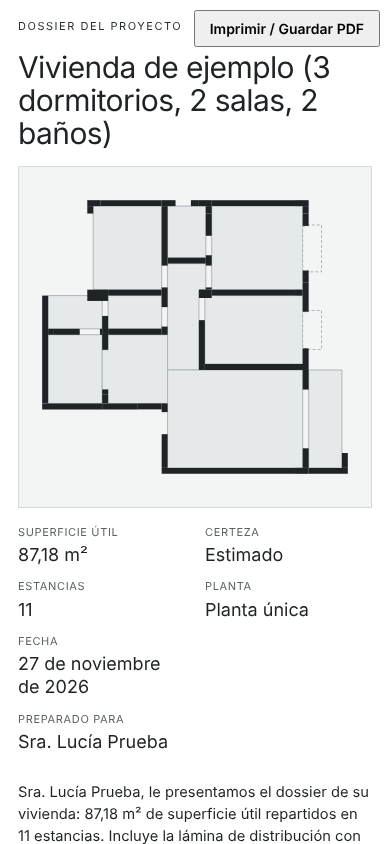 DOSSIER DEL PROYECTO
Imprimir / Guardar PDF
Vivienda de ejemplo (3
dormitorios, 2 salas, 2
baños)
SUPERFICIE ÚTIL
87,18 m²
CERTEZA
Estimado
ESTANCIAS
11
PLANTA
Planta única
FECHA
27 de noviembre
de 2026
PREPARADO PARA
Sra. Lucía Prueba
Sra. Lucía Prueba, le presentamos el dossier de su
vivienda: 87,18 m² de superficie útil repartidos en
11 estancias. Incluye la lámina de distribución con